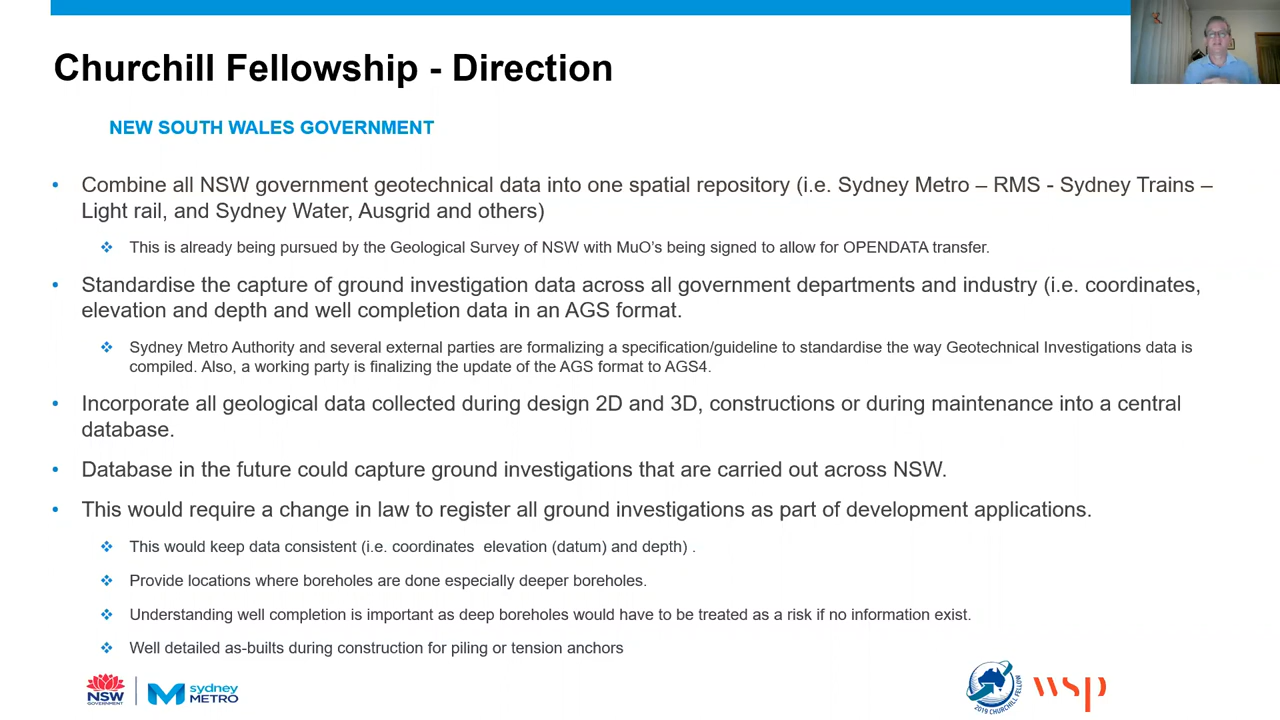 Churchill Fellowship - Direction
NEW SOUTH WALES GOVERNMENT
• Combine all NSW government geotechnical data into one spatial repository (i.e. Sydney Metro – RMS - Sydney Trains –
Light rail, and Sydney Water, Ausgrid and others)
❖ This is already being pursued by the Geological Survey of NSW with MuO’s being signed to allow for OPENDATA transfer.
• Standardise the capture of ground investigation data across all government departments and industry (i.e. coordinates,
elevation and depth and well completion data in an AGS format.
❖ Sydney Metro Authority and several external parties are formalizing a specification/guideline to standardise the way Geotechnical Investigations data is
compiled. Also, a working party is finalizing the update of the AGS format to AGS4.
• Incorporate all geological data collected during design 2D and 3D, constructions or during maintenance into a central
database.
• Database in the future could capture ground investigations that are carried out across NSW.
• This would require a change in law to register all ground investigations as part of development applications.
❖ This would keep data consistent (i.e. coordinates  elevation (datum) and depth) .
❖ Provide locations where boreholes are done especially deeper boreholes.
❖ Understanding well completion is important as deep boreholes would have to be treated as a risk if no information exist.
❖ Well detailed as-builts during construction for piling or tension anchors
NSW
GOVERNMENT
sydney
METRO
2019 CHURCHILL FELLOW
wsp